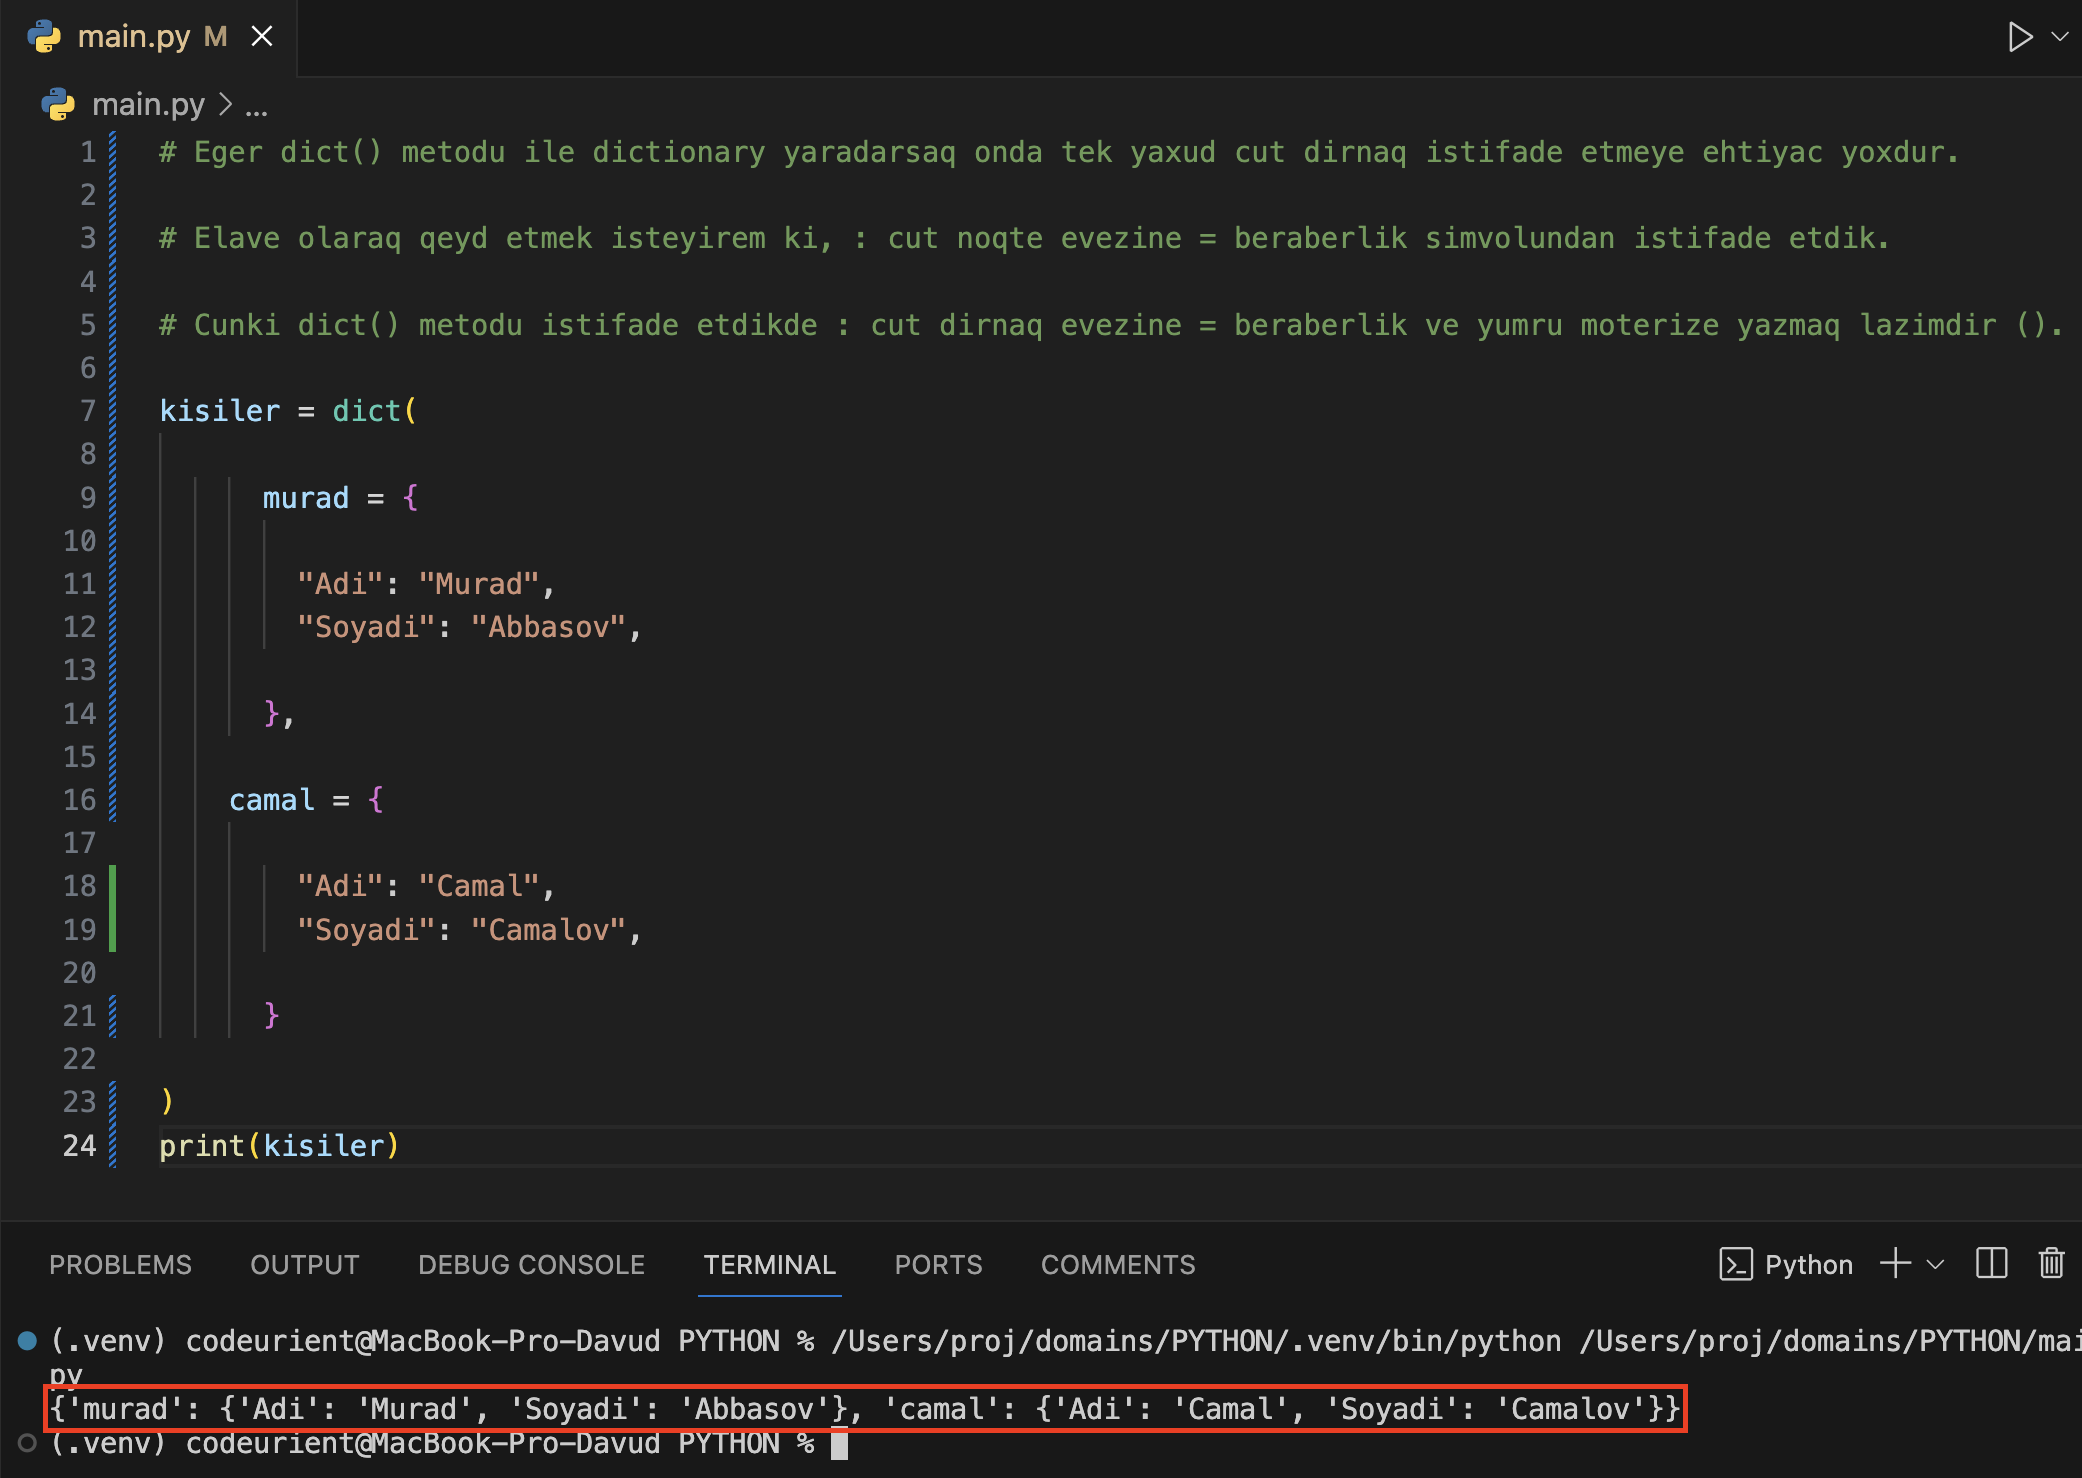 main.py M
main.py > ...
1 # Eger dict() metodu ile dictionary yaradarsaq onda tek yaxud cut dirnaq istifade etmeye ehtiyac yoxdur.
2
3 # Elave olaraq qeyd etmek isteyirem ki, : cut noqte evezine = beraberlik simvolundan istifade etdik.
4
5 # Cunki dict() metodu istifade etdikde : cut dirnaq evezine = beraberlik ve yumru moterize yazmaq lazimdir ().
6
7 kisiler = dict(
8
9 murad = {
10
11 "Adi": "Murad",
12 "Soyadi": "Abbasov",
13
14 },
15
16 camal = {
17
18 "Adi": "Camal",
19 "Soyadi": "Camalov",
20
21 }
22
23 )
24 print(kisiler)
PROBLEMS OUTPUT DEBUG CONSOLE TERMINAL PORTS COMMENTS Python
(.venv) codeurient@MacBook-Pro-Davud PYTHON % /Users/proj/domains/PYTHON/.venv/bin/python /Users/proj/domains/PYTHON/mai
py
{'murad': {'Adi': 'Murad', 'Soyadi': 'Abbasov'}, 'camal': {'Adi': 'Camal', 'Soyadi': 'Camalov'}}
(.venv) codeurient@MacBook-Pro-Davud PYTHON %